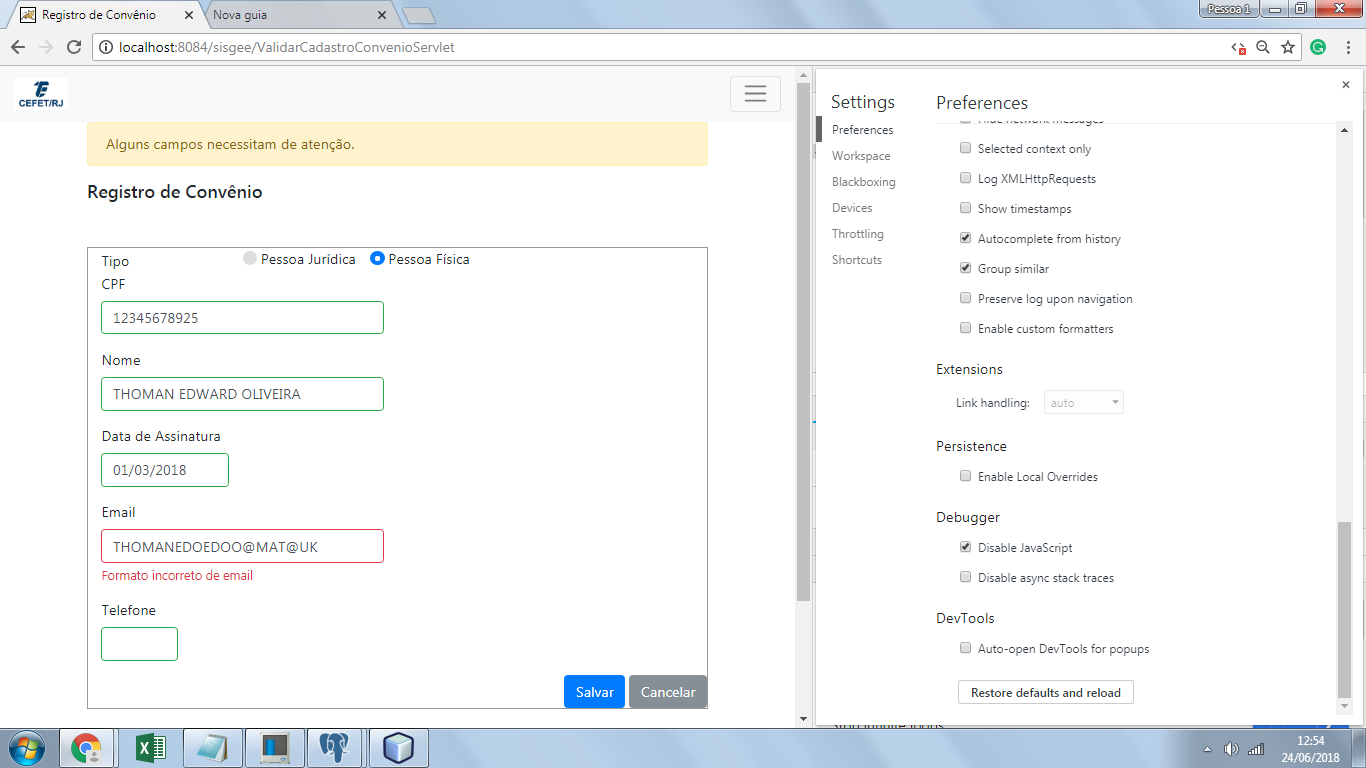 Registro de Convênio
Nova guia
Pessoa 1
localhost:8084/sisgee/ValidarCadastroConvenioServlet
CEFET/RJ
Alguns campos necessitam de atenção.
Registro de Convênio
Tipo
Pessoa Jurídica
Pessoa Física
CPF
12345678925
Nome
THOMAN EDWARD OLIVEIRA
Data de Assinatura
01/03/2018
Email
THOMANEDOEDOO@MAT@UK
Formato incorreto de email
Telefone
Salvar
Cancelar
Settings
Preferences
Workspace
Blackboxing
Devices
Throttling
Shortcuts
Preferences
Hide network messages
Selected context only
Log XMLHttpRequests
Show timestamps
Autocomplete from history
Group similar
Preserve log upon navigation
Enable custom formatters
Extensions
Link handling:
auto
Persistence
Enable Local Overrides
Debugger
Disable JavaScript
Disable async stack traces
DevTools
Auto-open DevTools for popups
Restore defaults and reload
12:54
24/06/2018